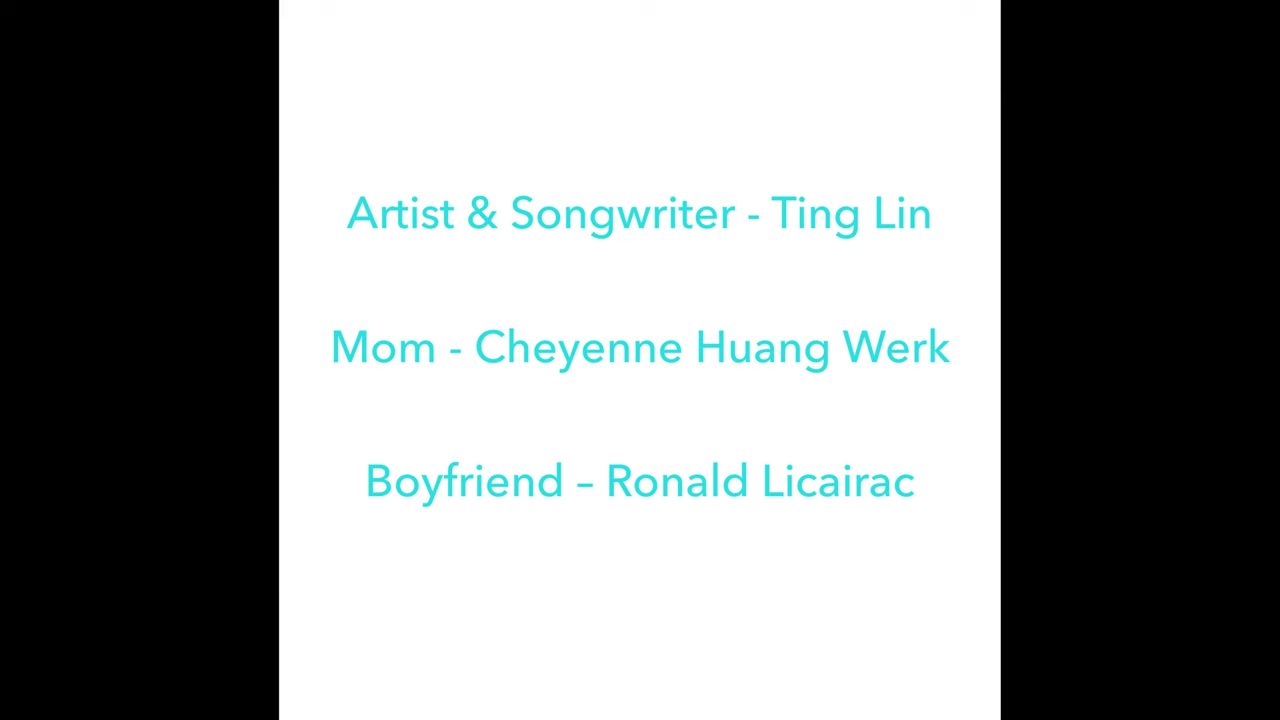 Artist & Songwriter - Ting Lin
Mom - Cheyenne Huang Werk
Boyfriend – Ronald Licairac